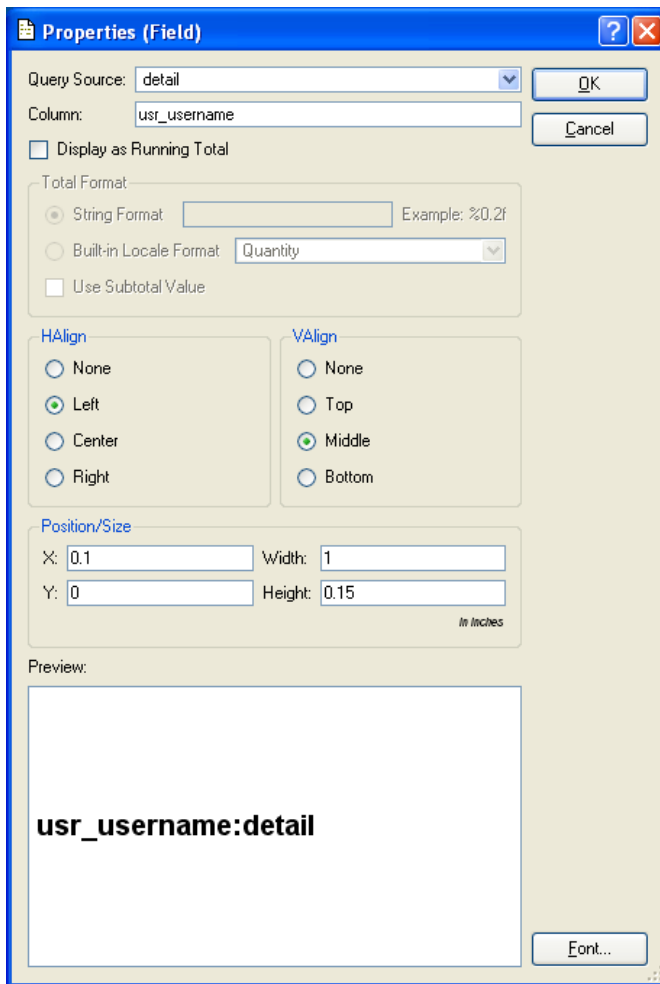 Properties (Field)
Query Source: detail
OK
Column: usr_username
Cancel
Display as Running Total
Total Format
String Format Example: %0.2f
Built-in Locale Format Quantity
Use Subtotal Value
HAlign
VAlign
None
None
Left
Top
Center
Middle
Right
Bottom
Position/Size
X: 0.1 Width: 1
Y: 0 Height: 0.15
In Inches
Preview:
usr_username:detail
Font...